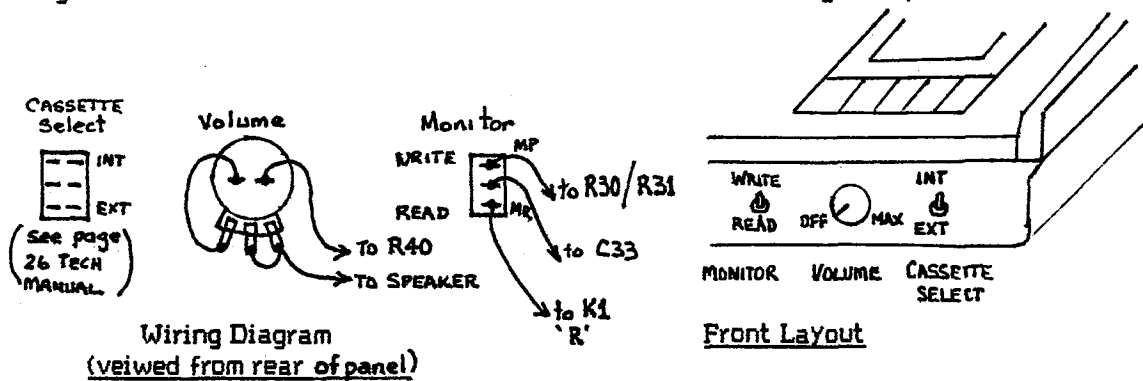 CASSETTE
Select
INT
EXT
(See page
26 TECH
MANUAL)
Volume
To R40
To SPEAKER
Monitor
WRITE
MP
READ
MR
to R30/R31
to C33
to K1
'R'
Wiring Diagram
(veiwed from rear of panel)
WRITE
READ
OFF
MAX
INT
EXT
MONITOR
VOLUME
CASSETTE
SELECT
Front Layout